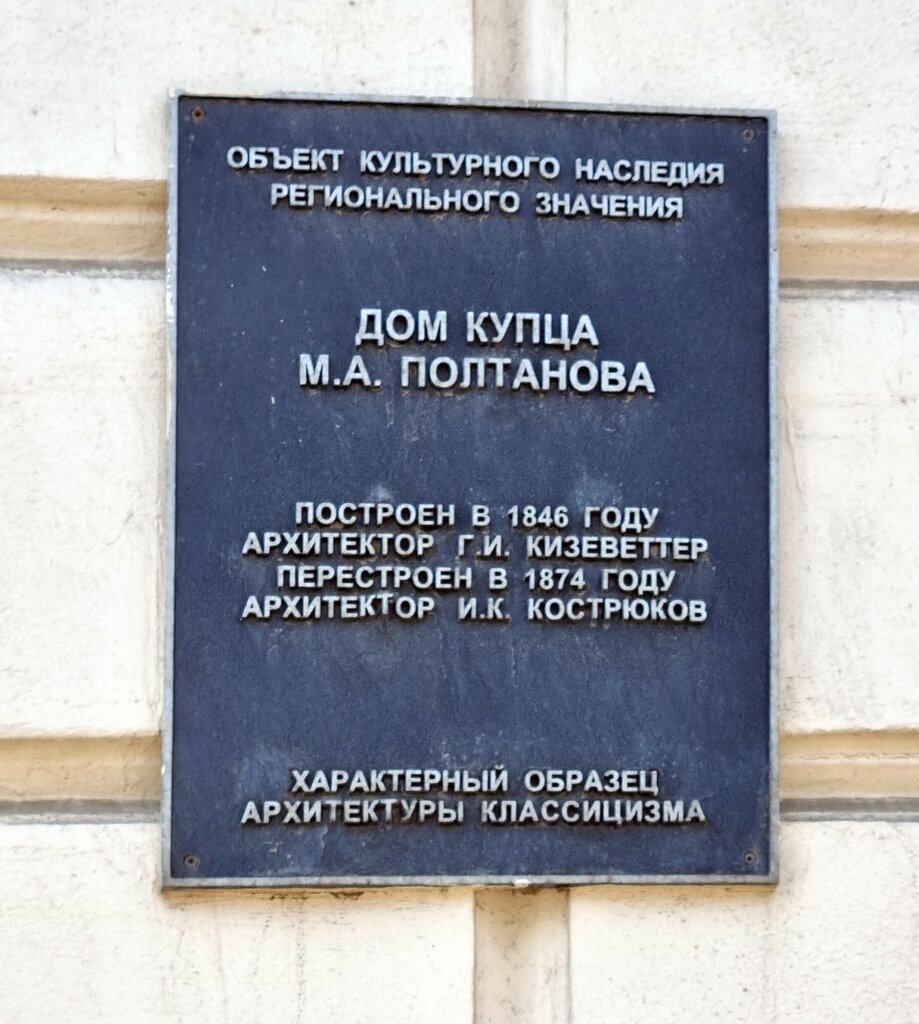 ОБЪЕКТ КУЛЬТУРНОГО НАСЛЕДИЯ
РЕГИОНАЛЬНОГО ЗНАЧЕНИЯ
ДОМ КУПЦА
М.А. ПОЛТАНОВА
ПОСТРОЕН В 1846 ГОДУ
АРХИТЕКТОР Г.И. КИЗЕВЕТТЕР
ПЕРЕСТРОЕН В 1874 ГОДУ
АРХИТЕКТОР И.К. КОСТРЮКОВ
ХАРАКТЕРНЫЙ ОБРАЗЕЦ
АРХИТЕКТУРЫ КЛАССИЦИЗМА